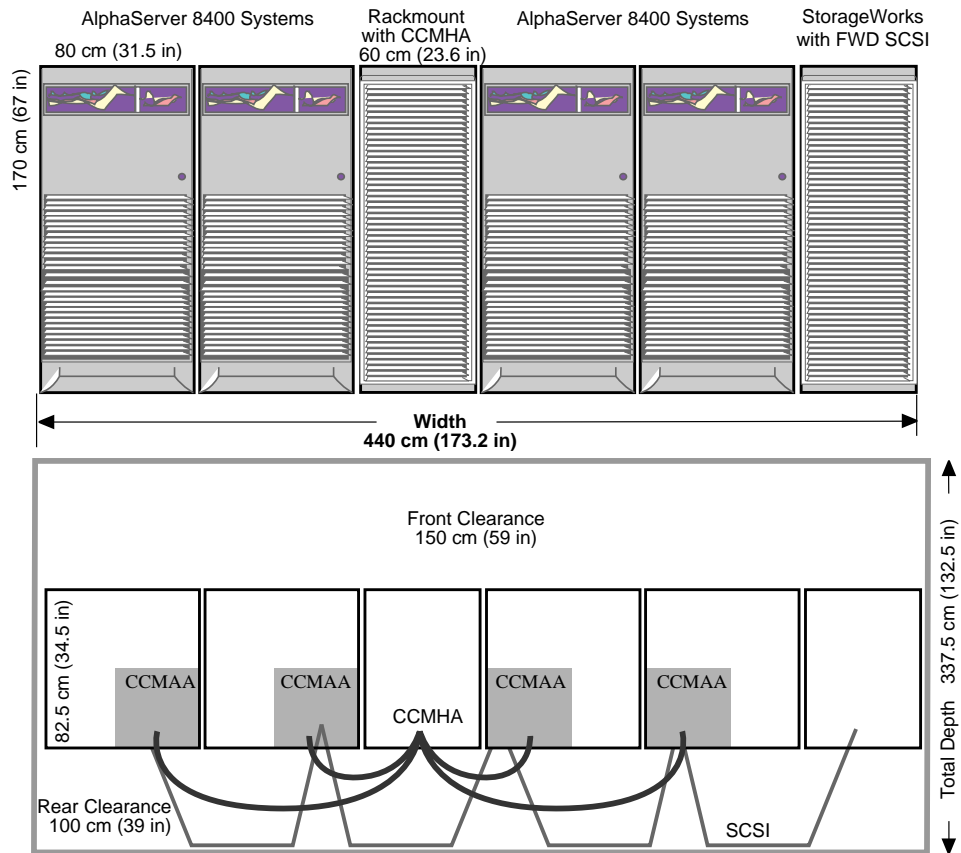 AlphaServer 8400 Systems
Rackmount
with CCMHA
60 cm (23.6 in)
AlphaServer 8400 Systems
StorageWorks
with FWD SCSI
80 cm (31.5 in)
170 cm (67 in)
Width
440 cm (173.2 in)
Front Clearance
150 cm (59 in)
82.5 cm (34.5 in)
CCMAA
CCMAA
CCMAA
CCMAA
CCMHA
Rear Clearance
100 cm (39 in)
SCSI
Total Depth 337.5 cm (132.5 in)